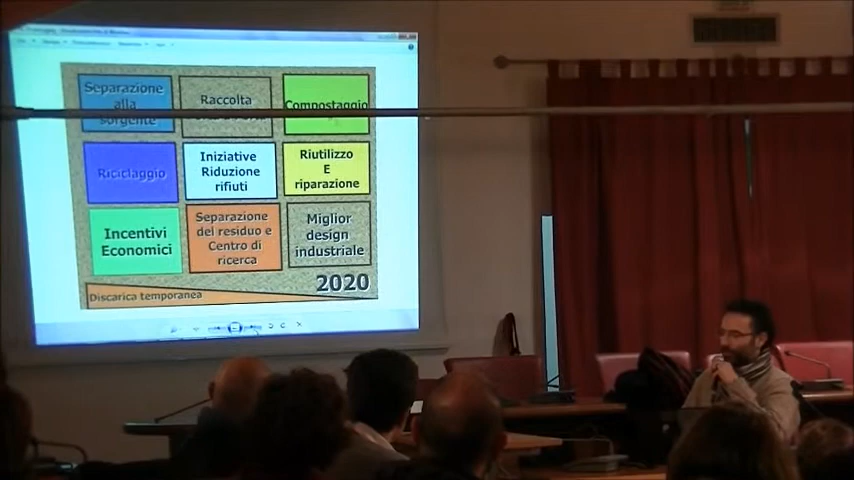 Separazione
alla
sorgente
Raccolta
Compostaggio
Riciclaggio
Iniziative
Riduzione
rifiuti
Riutilizzo
E
riparazione
Incentivi
Economici
Separazione
del residuo e
Centro di
ricerca
Miglior
design
industriale
2020
Discarica temporanea